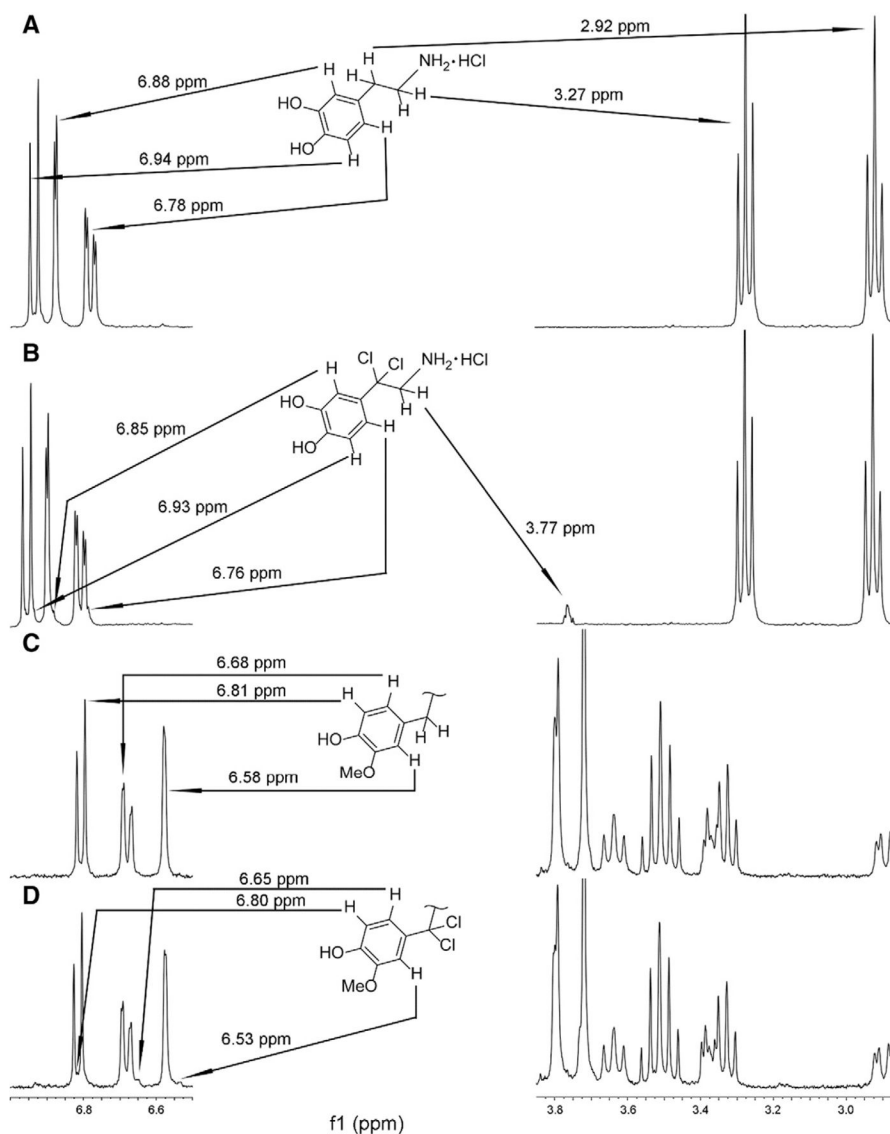 A
2.92 ppm
H
H
NH2·HCl
6.88 ppm
H
H
HO
H
3.27 ppm
HO
H
H
6.94 ppm
6.78 ppm
B
Cl
Cl
NH2·HCl
H
H
HO
H
6.85 ppm
HO
H
H
6.93 ppm
3.77 ppm
6.76 ppm
C
6.68 ppm
6.81 ppm
H
H
HO
H
H
MeO
H
6.58 ppm
D
6.65 ppm
6.80 ppm
H
H
Cl
HO
Cl
MeO
H
6.53 ppm
6.8 6.6 3.8 3.6 3.4 3.2 3.0
f1 (ppm)